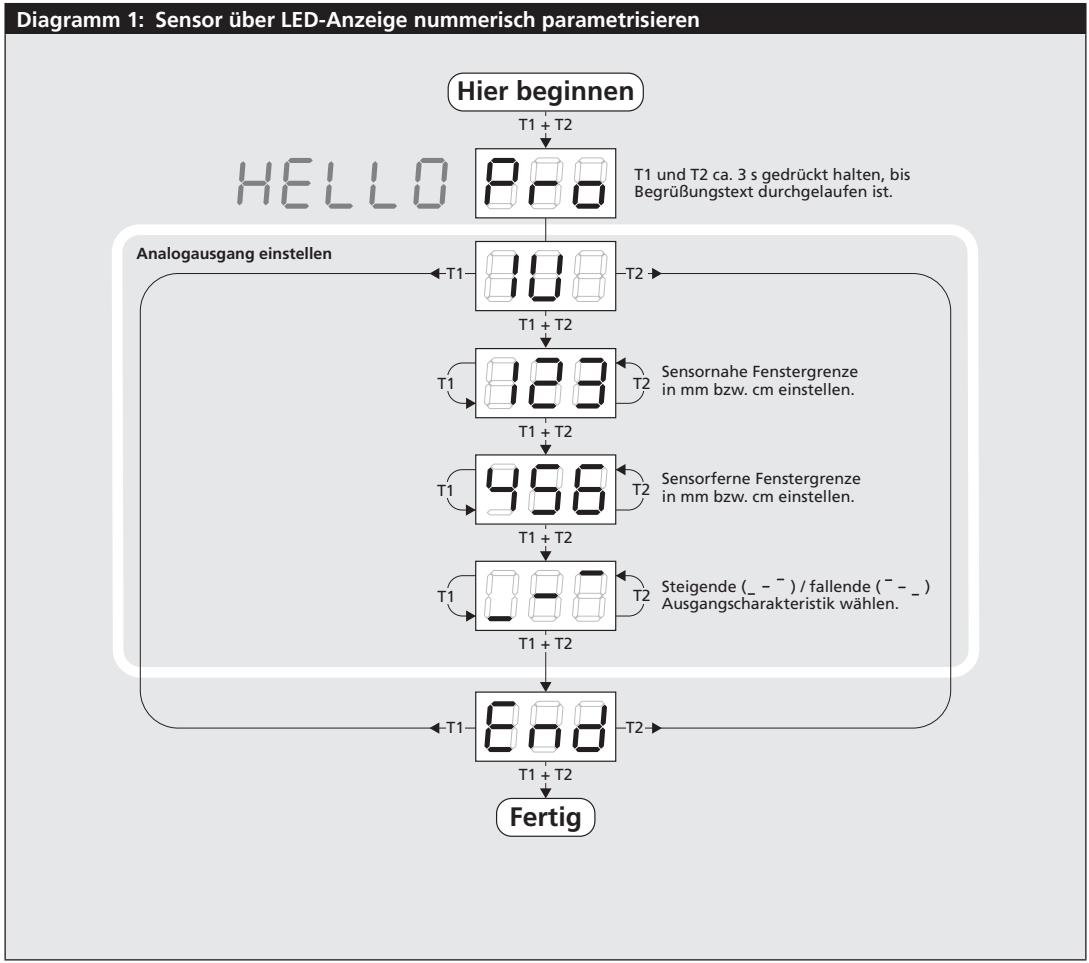 Diagramm 1: Sensor über LED-Anzeige nummerisch parametrisieren
Hier beginnen
T1 + T2
HELLO Pro
T1 und T2 ca. 3 s gedrückt halten, bis
Begrüßungstext durchgelaufen ist.
Analogausgang einstellen
T1 1U T2
T1 + T2
T1 123 T2
Sensornahe Fenstergrenze
in mm bzw. cm einstellen.
T1 + T2
T1 456 T2
Sensorferne Fenstergrenze
in mm bzw. cm einstellen.
T1 + T2
T1 _ – ¯ T2
Steigende (_ – ¯ ) / fallende (¯ – _ )
Ausgangscharakteristik wählen.
T1 + T2
T1 End T2
T1 + T2
Fertig